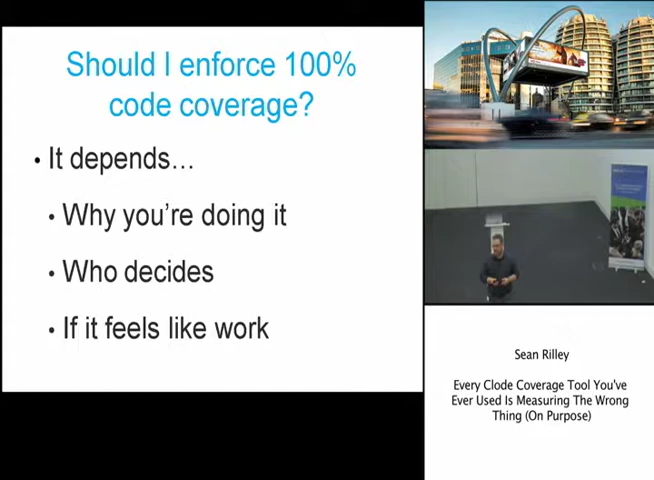 Should I enforce 100%
code coverage?
• It depends…
• Why you're doing it
• Who decides
• If it feels like work
Sean Rilley
Every Clode Coverage Tool You've
Ever Used Is Measuring The Wrong
Thing (On Purpose)